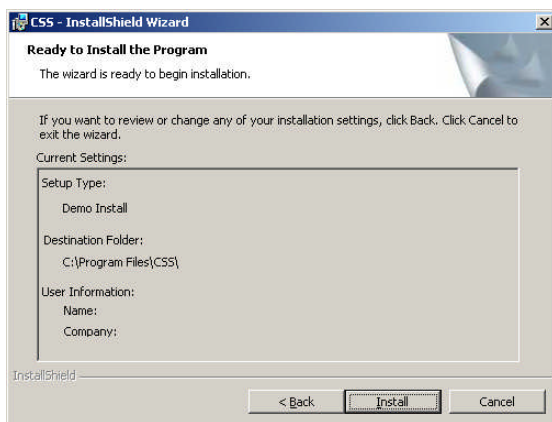 CSS - InstallShield Wizard
Ready to Install the Program
The wizard is ready to begin installation.
If you want to review or change any of your installation settings, click Back. Click Cancel to
exit the wizard.
Current Settings:
Setup Type:
Demo Install
Destination Folder:
C:\Program Files\CSS\
User Information:
Name:
Company:
InstallShield
< Back
Install
Cancel